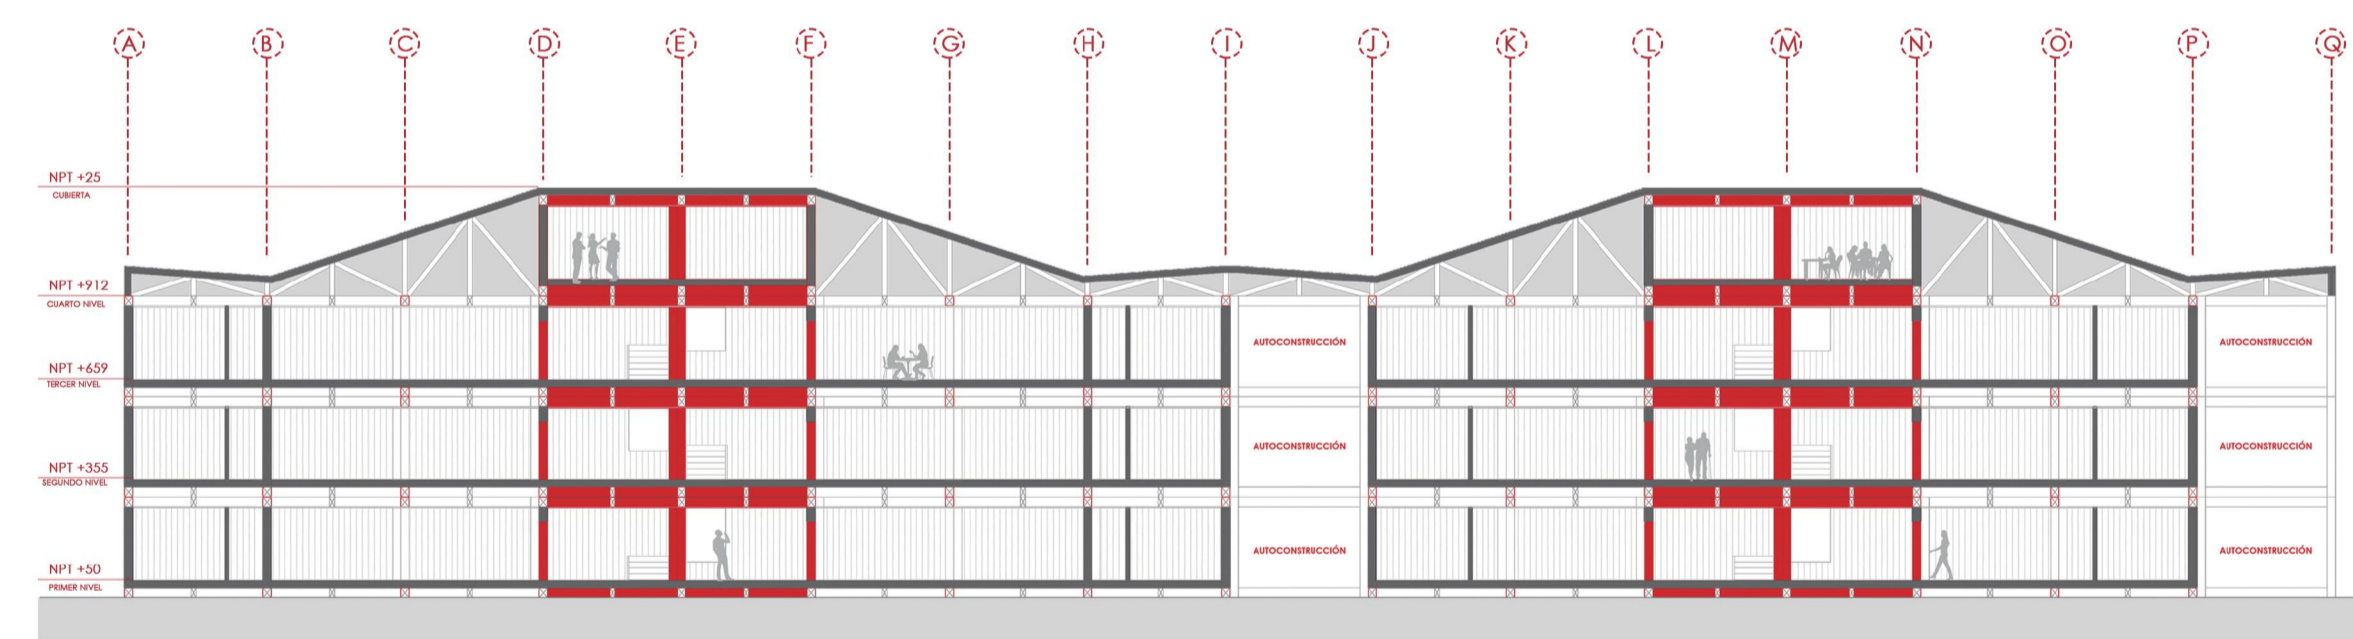 A B C D E F G H I J K L M N O P Q
NPT +25
CUBIERTA
NPT +912
CUARTO NIVEL
AUTOCONSTRUCCIÓN AUTOCONSTRUCCIÓN
NPT +659
TERCER NIVEL
AUTOCONSTRUCCIÓN AUTOCONSTRUCCIÓN
NPT +355
SEGUNDO NIVEL
AUTOCONSTRUCCIÓN AUTOCONSTRUCCIÓN
NPT +50
PRIMER NIVEL